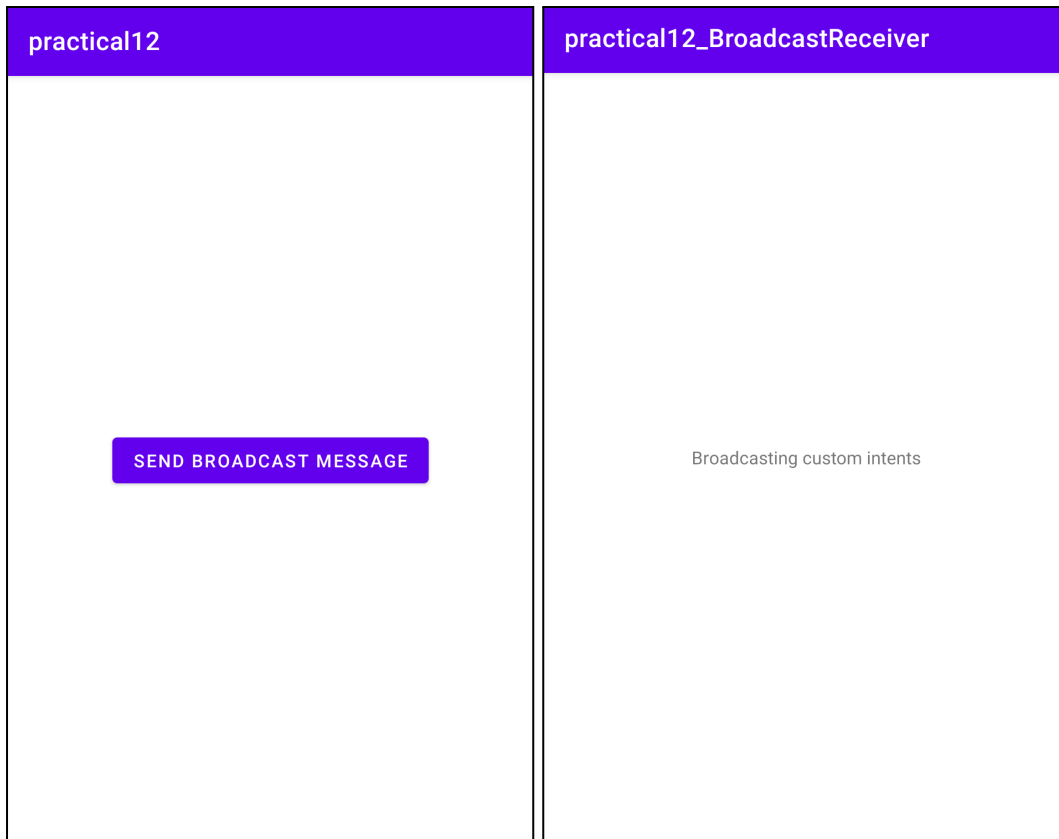 practical12
SEND BROADCAST MESSAGE
practical12_BroadcastReceiver
Broadcasting custom intents